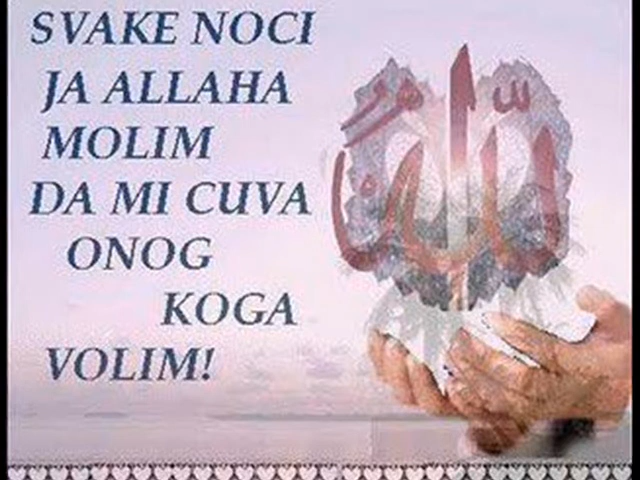 SVAKE NOCI
JA ALLAHA
MOLIM
DA MI CUVA
ONOG
KOGA
VOLIM!
الله